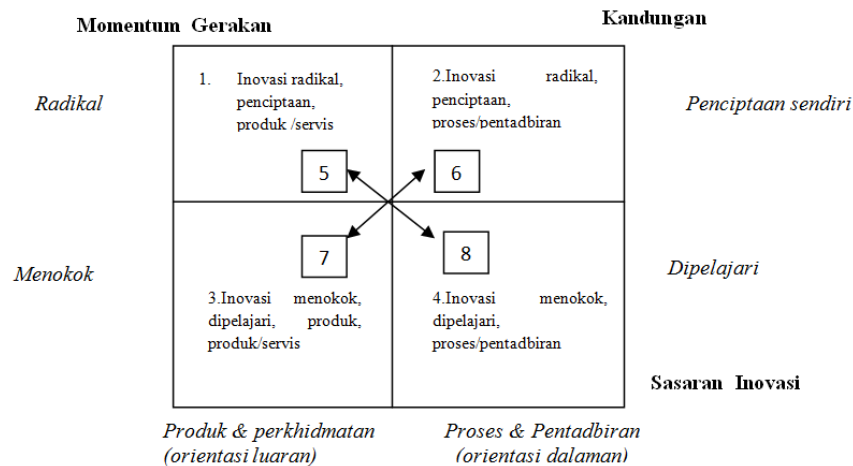 Momentum Gerakan
Kandungan
Radikal
1. Inovasi radikal,
penciptaan,
produk /servis
2.Inovasi radikal,
penciptaan,
proses/pentadbiran
Penciptaan sendiri
5
6
Menokok
7
8
Dipelajari
3.Inovasi menokok,
dipelajari, produk,
produk/servis
4.Inovasi menokok,
dipelajari,
proses/pentadbiran
Sasaran Inovasi
Produk & perkhidmatan
(orientasi luaran)
Proses & Pentadbiran
(orientasi dalaman)